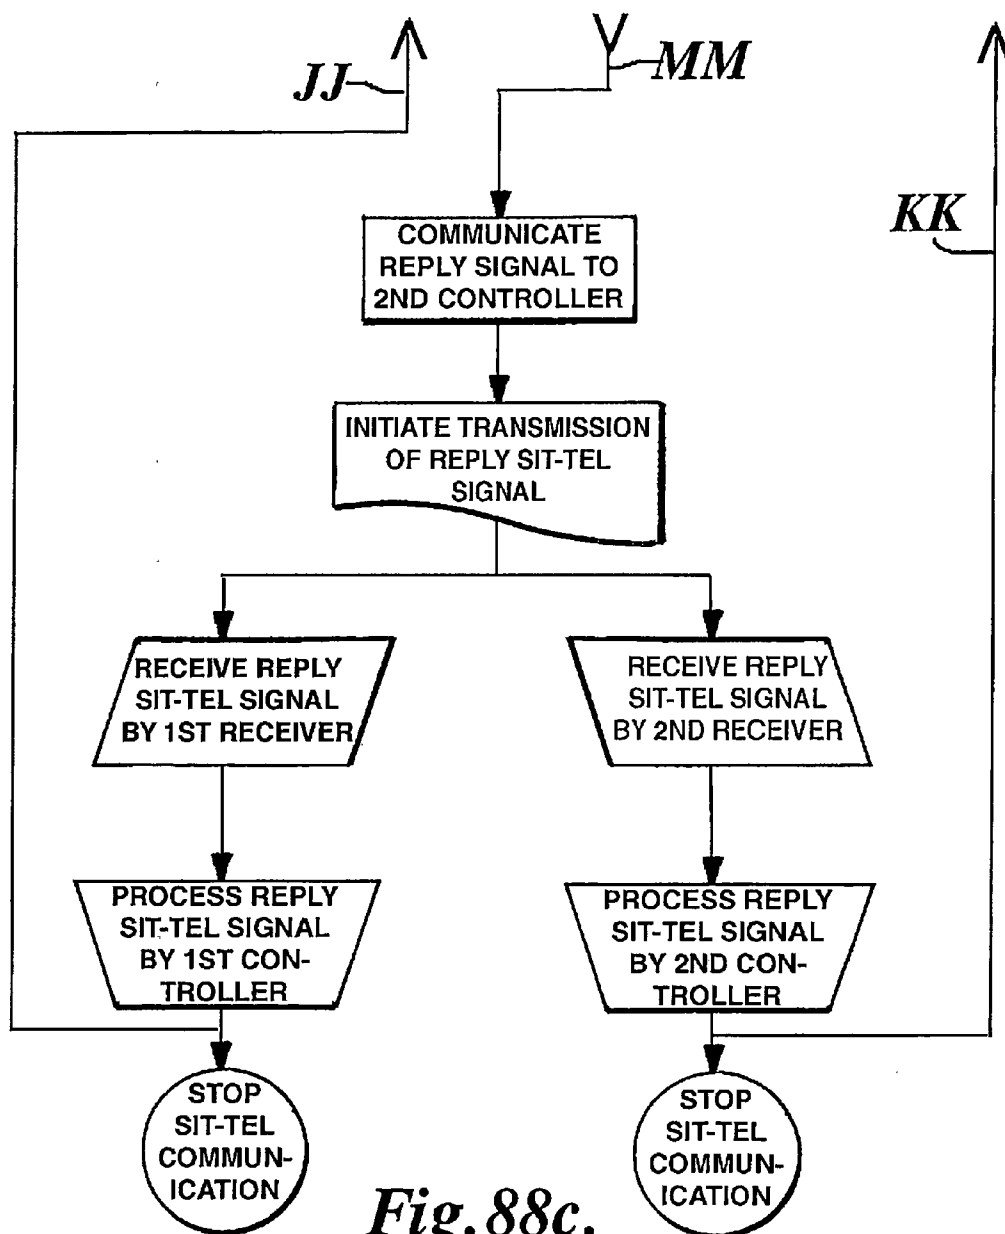 JJ
MM
KK
COMMUNICATE
REPLY SIGNAL TO
2ND CONTROLLER
INITIATE TRANSMISSION
OF REPLY SIT-TEL
SIGNAL
RECEIVE REPLY
SIT-TEL SIGNAL
BY 1ST RECEIVER
RECEIVE REPLY
SIT-TEL SIGNAL
BY 2ND RECEIVER
PROCESS REPLY
SIT-TEL SIGNAL
BY 1ST CON-
TROLLER
PROCESS REPLY
SIT-TEL SIGNAL
BY 2ND CON-
TROLLER
STOP
SIT-TEL
COMMUN-
ICATION
STOP
SIT-TEL
COMMUN-
ICATION
Fig. 88c.